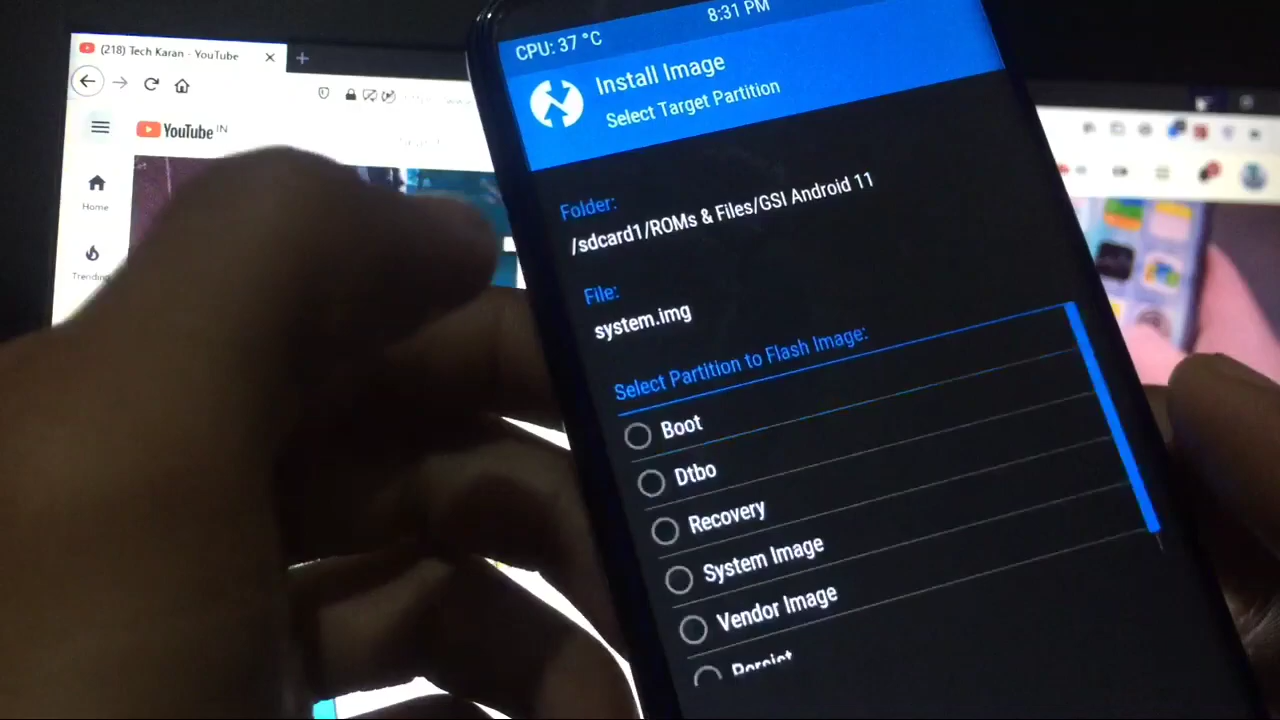 (218) Tech Karan - YouTube
YouTube IN
Home
Trending
8:31 PM
CPU: 37 °C
Install Image
Select Target Partition
Folder:
/sdcard1/ROMs & Files/GSI Android 11
File:
system.img
Select Partition to Flash Image:
Boot
Dtbo
Recovery
System Image
Vendor Image
Persist